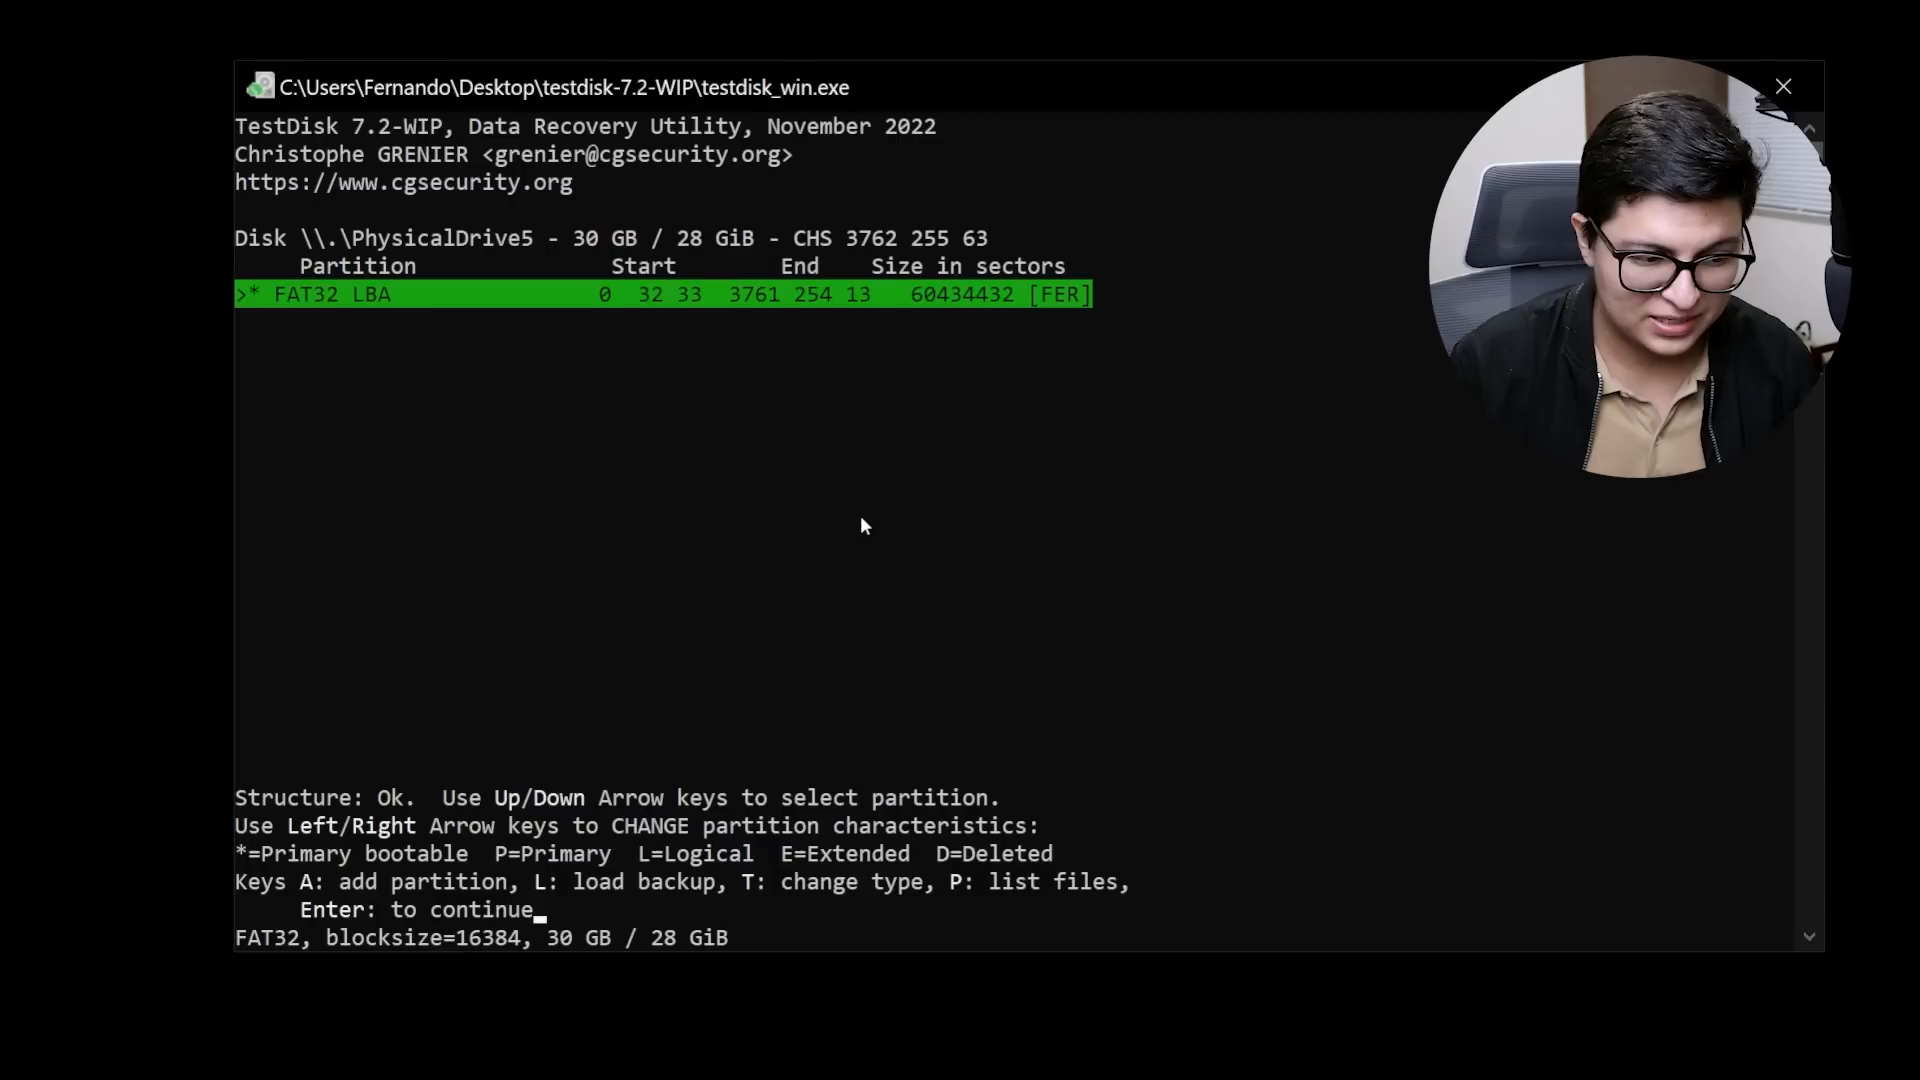 C:\Users\Fernando\Desktop\testdisk-7.2-WIP\testdisk_win.exe
TestDisk 7.2-WIP, Data Recovery Utility, November 2022
Christophe GRENIER <grenier@cgsecurity.org>
https://www.cgsecurity.org
Disk \\.\PhysicalDrive5 - 30 GB / 28 GiB - CHS 3762 255 63
Partition Start End Size in sectors
>* FAT32 LBA 0 32 33 3761 254 13 60434432 [FER]
Structure: Ok. Use Up/Down Arrow keys to select partition.
Use Left/Right Arrow keys to CHANGE partition characteristics:
*=Primary bootable P=Primary L=Logical E=Extended D=Deleted
Keys A: add partition, L: load backup, T: change type, P: list files,
Enter: to continue
FAT32, blocksize=16384, 30 GB / 28 GiB